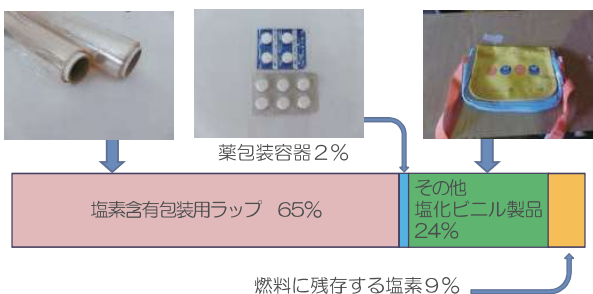 薬包装容器2%
塩素含有包装用ラップ 65%
その他
塩化ビニル製品
24%
燃料に残存する塩素9%